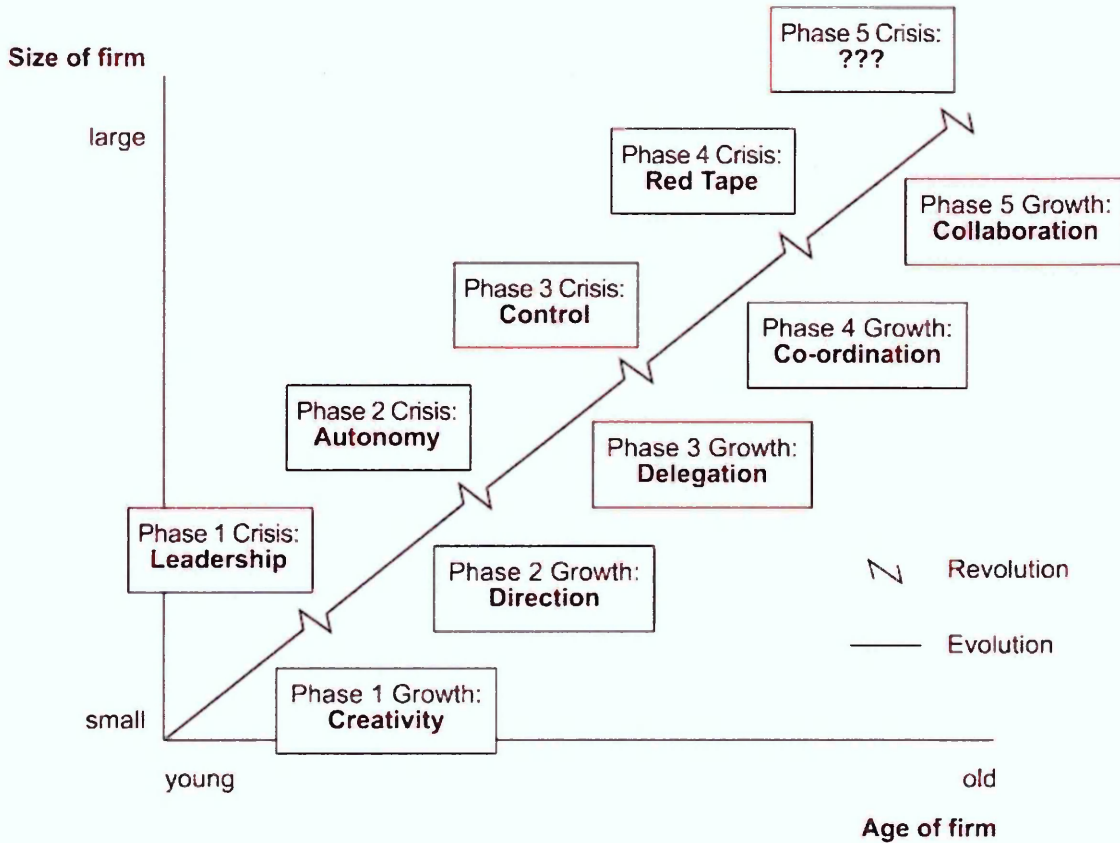 Phase 5 Crisis:
???
Size of firm
large
Phase 4 Crisis:
Red Tape
Phase 5 Growth:
Collaboration
Phase 3 Crisis:
Control
Phase 4 Growth:
Co-ordination
Phase 2 Crisis:
Autonomy
Phase 3 Growth:
Delegation
Phase 1 Crisis:
Leadership
Phase 2 Growth:
Direction
Revolution
Evolution
Phase 1 Growth:
Creativity
small
young
old
Age of firm